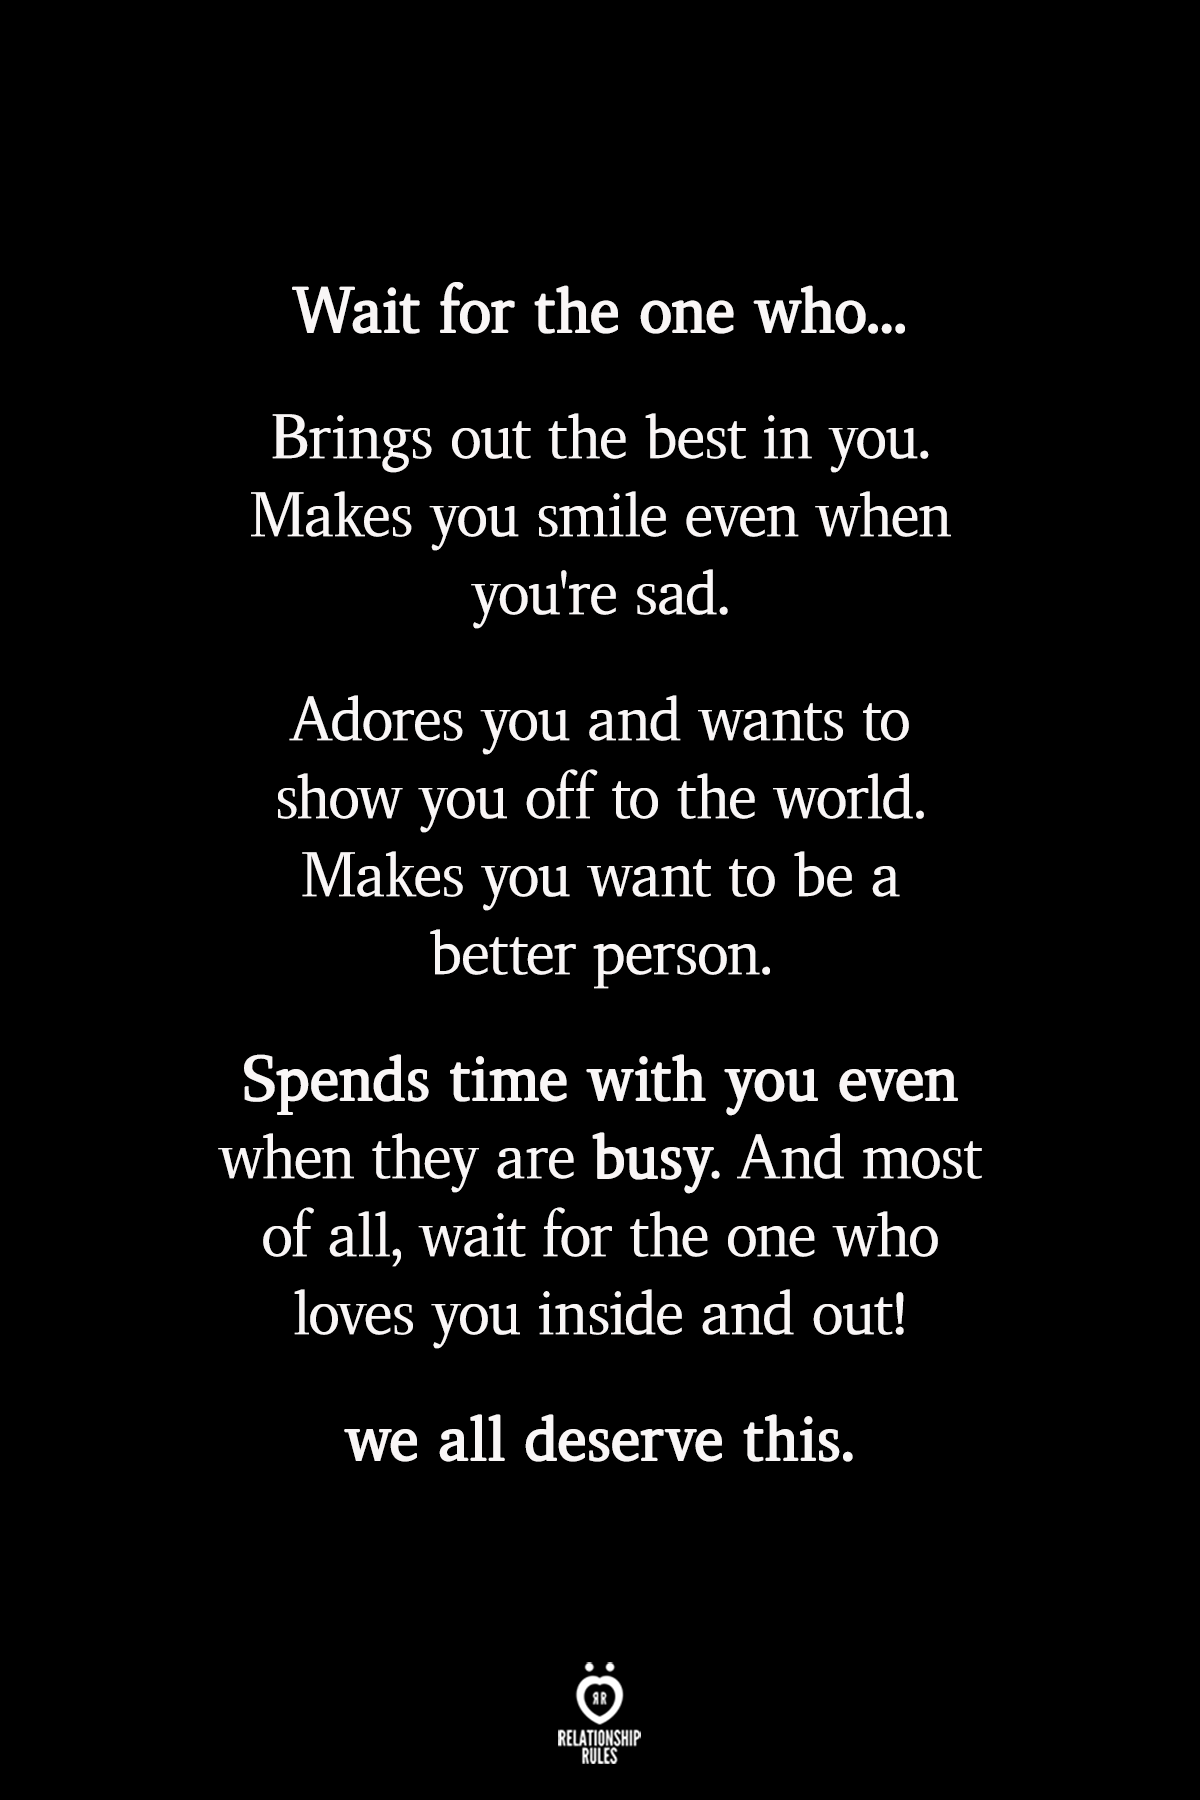 Wait for the one who...
Brings out the best in you.
Makes you smile even when
you're sad.
Adores you and wants to
show you off to the world.
Makes you want to be a
better person.
Spends time with you even
when they are busy. And most
of all, wait for the one who
loves you inside and out!
we all deserve this.
RR
RELATIONSHIP
RULES